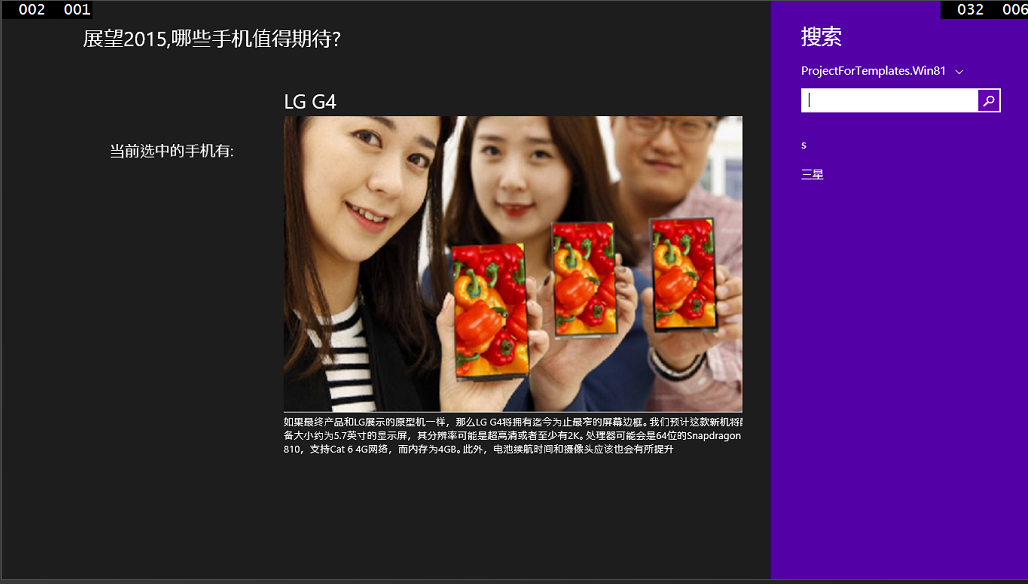 002 001
032 006
展望2015,哪些手机值得期待?
搜索
ProjectForTemplates.Win81
LG G4
当前选中的手机有:
s
三星
如果最终产品和LG展示的原型机一样，那么LG G4将拥有迄今为止最窄的屏幕边框。我们预计这款新机将
备大小约为5.7英寸的显示屏，其分辨率可能是超高清或者至少有2K。处理器可能会是64位的Snapdragon
810，支持Cat 6 4G网络，而内存为4GB。此外，电池续航时间和摄像头应该也会有所提升